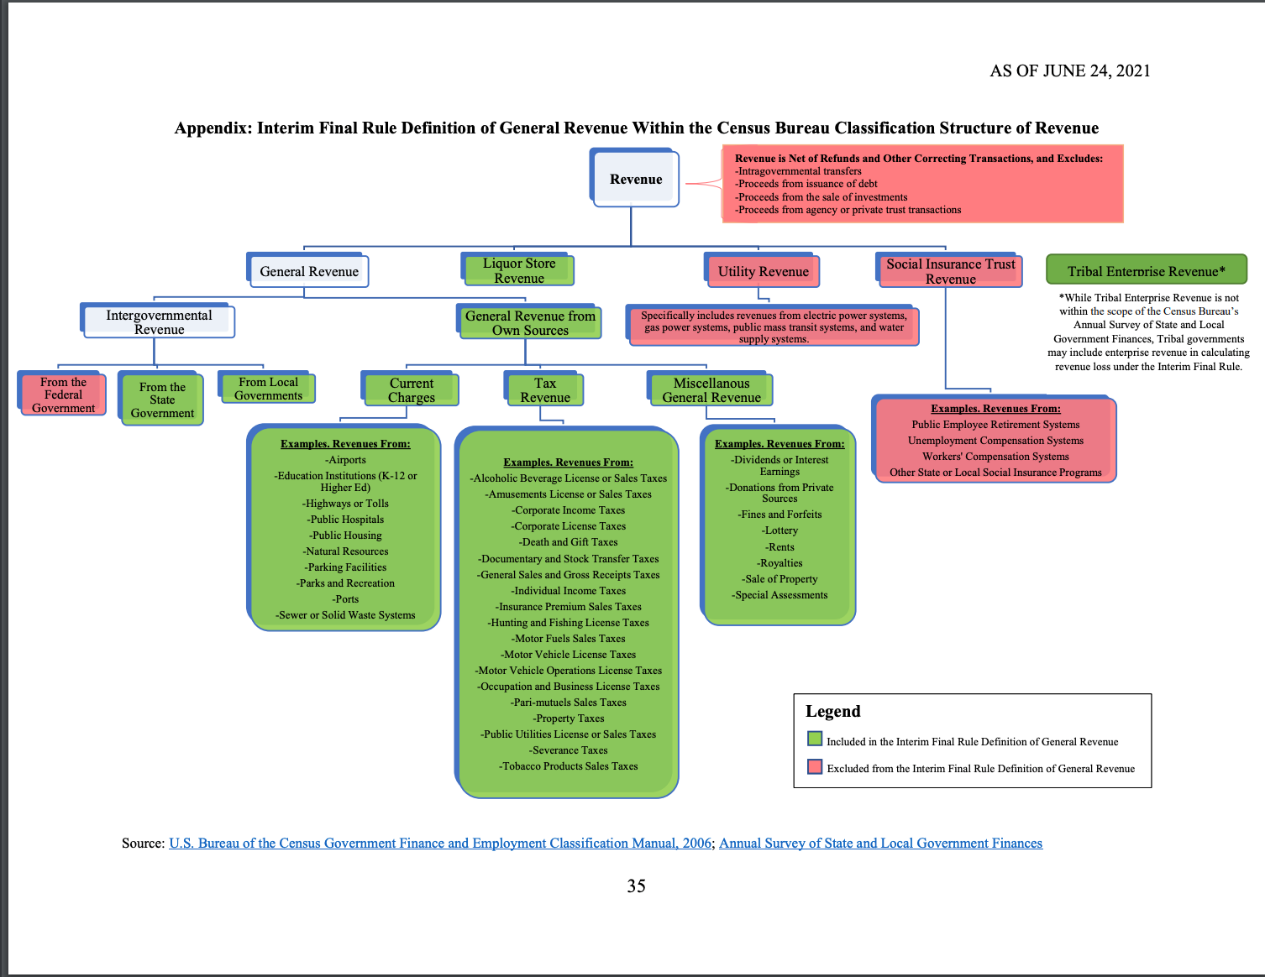 AS OF JUNE 24, 2021
Appendix: Interim Final Rule Definition of General Revenue Within the Census Bureau Classification Structure of Revenue
Revenue
Revenue is Net of Refunds and Other Correcting Transactions, and Excludes:
-Intragovernmental transfers
-Proceeds from issuance of debt
-Proceeds from the sale of investments
-Proceeds from agency or private trust transactions
General Revenue
Liquor Store
Revenue
Utility Revenue
Social Insurance Trust
Revenue
Tribal Enterprise Revenue*
*While Tribal Enterprise Revenue is not
within the scope of the Census Bureau's
Annual Survey of State and Local
Government Finances, Tribal governments
may include enterprise revenue in calculating
revenue loss under the Interim Final Rule.
Intergovernmental
Revenue
General Revenue from
Own Sources
Specifically includes revenues from electric power systems,
gas power systems, public mass transit systems, and water
supply systems.
From the
Federal
Government
From the
State
Government
From Local
Governments
Current
Charges
Tax
Revenue
Miscellanous
General Revenue
Examples. Revenues From:
Public Employee Retirement Systems
Unemployment Compensation Systems
Workers' Compensation Systems
Other State or Local Social Insurance Programs
Examples. Revenues From:
-Airports
-Education Institutions (K-12 or
Higher Ed)
-Highways or Tolls
-Public Hospitals
-Public Housing
-Natural Resources
-Parking Facilities
-Parks and Recreation
-Ports
-Sewer or Solid Waste Systems
Examples. Revenues From:
-Alcoholic Beverage License or Sales Taxes
-Amusements License or Sales Taxes
-Corporate Income Taxes
-Corporate License Taxes
-Death and Gift Taxes
-Documentary and Stock Transfer Taxes
-General Sales and Gross Receipts Taxes
-Individual Income Taxes
-Insurance Premium Sales Taxes
-Hunting and Fishing License Taxes
-Motor Fuels Sales Taxes
-Motor Vehicle License Taxes
-Motor Vehicle Operations License Taxes
-Occupation and Business License Taxes
-Pari-mutuels Sales Taxes
-Property Taxes
-Public Utilities License or Sales Taxes
-Severance Taxes
-Tobacco Products Sales Taxes
Examples. Revenues From:
-Dividends or Interest
Earnings
-Donations from Private
Sources
-Fines and Forfeits
-Lottery
-Rents
-Royalties
-Sale of Property
-Special Assessments
Legend
Included in the Interim Final Rule Definition of General Revenue
Excluded from the Interim Final Rule Definition of General Revenue
Source: U.S. Bureau of the Census Government Finance and Employment Classification Manual, 2006; Annual Survey of State and Local Government Finances
35